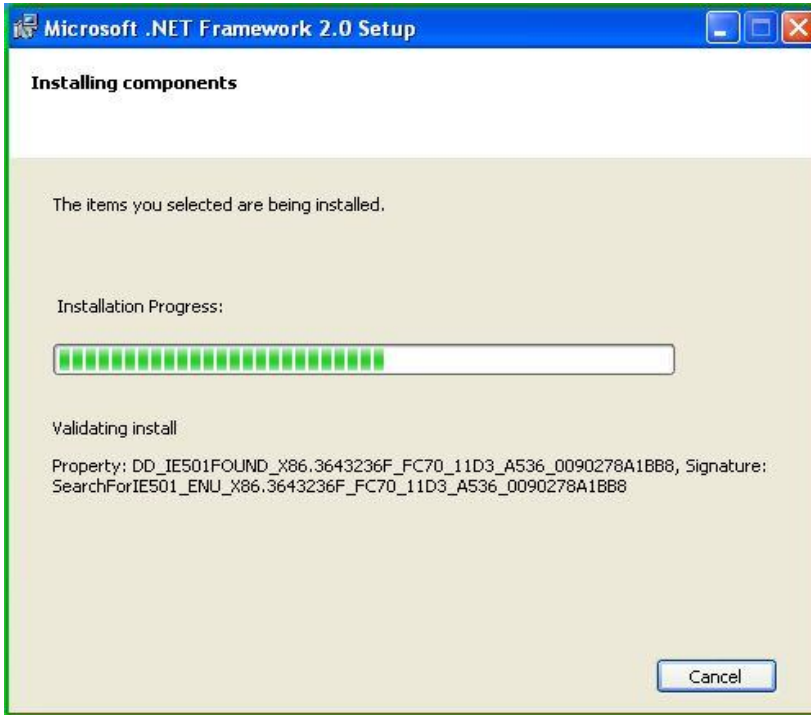 Microsoft .NET Framework 2.0 Setup
Installing components
The items you selected are being installed.
Installation Progress:
Validating install
Property: DD_IE501FOUND_X86.3643236F_FC70_11D3_A536_0090278A1BB8, Signature:
SearchForIE501_ENU_X86.3643236F_FC70_11D3_A536_0090278A1BB8
Cancel